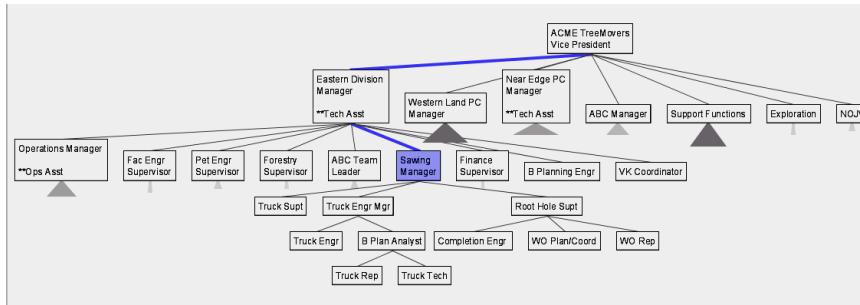 ACME TreeMovers
Vice President
Eastern Division
Manager
**Tech Asst
Western Land PC
Manager
Near Edge PC
Manager
**Tech Asst
ABC Manager
Support Functions
Exploration
NOJV
Operations Manager
**Ops Asst
Fac Engr
Supervisor
Pet Engr
Supervisor
Forestry
Supervisor
ABC Team
Leader
Sawing
Manager
Finance
Supervisor
B Planning Engr
VK Coordinator
Truck Supt
Truck Engr Mgr
Root Hole Supt
Truck Engr
B Plan Analyst
Completion Engr
WO Plan/Coord
WO Rep
Truck Rep
Truck Tech